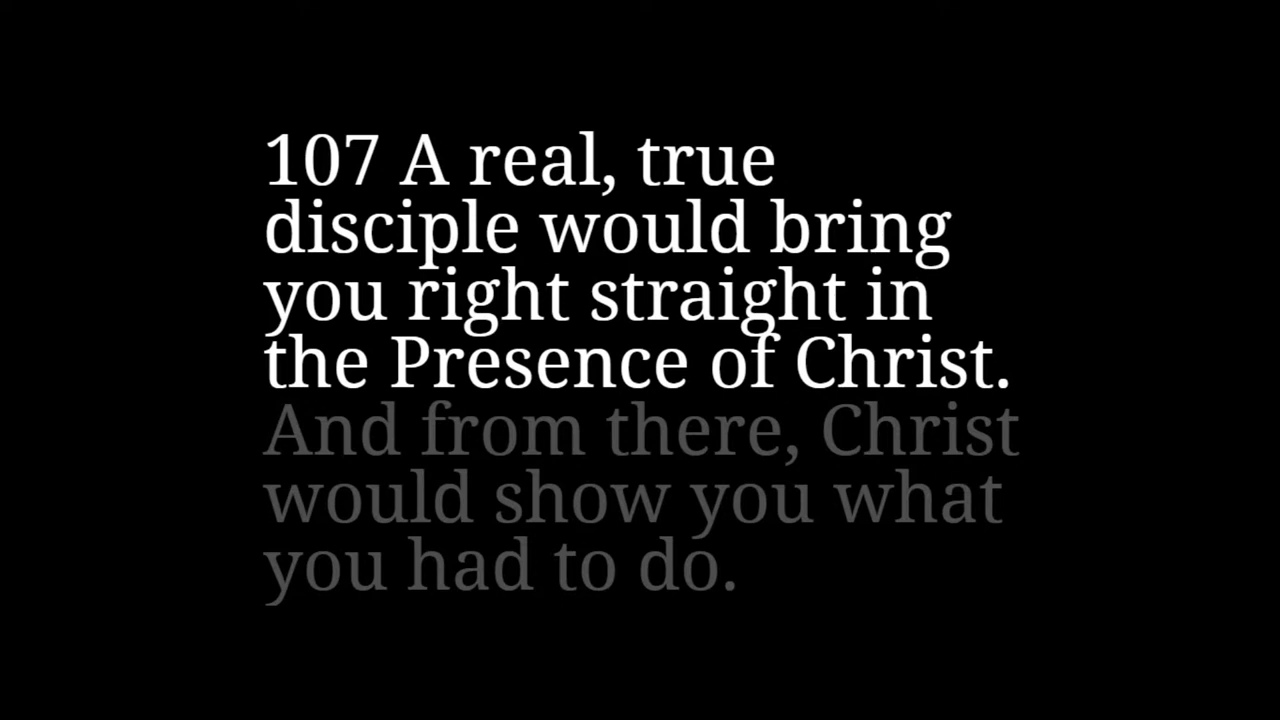 107 A real, true
disciple would bring
you right straight in
the Presence of Christ.
And from there, Christ
would show you what
you had to do.